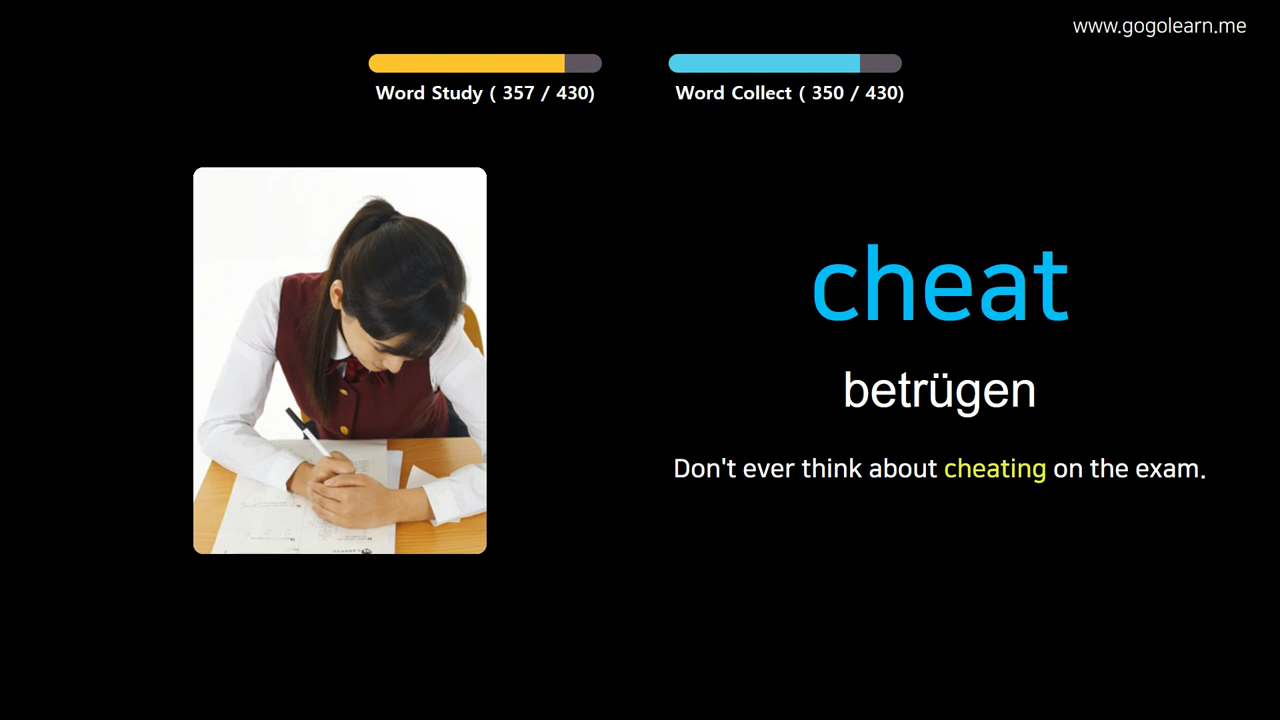 www.gogolearn.me
Word Study ( 357 / 430)
Word Collect ( 350 / 430)
cheat
betrügen
Don't ever think about cheating on the exam.